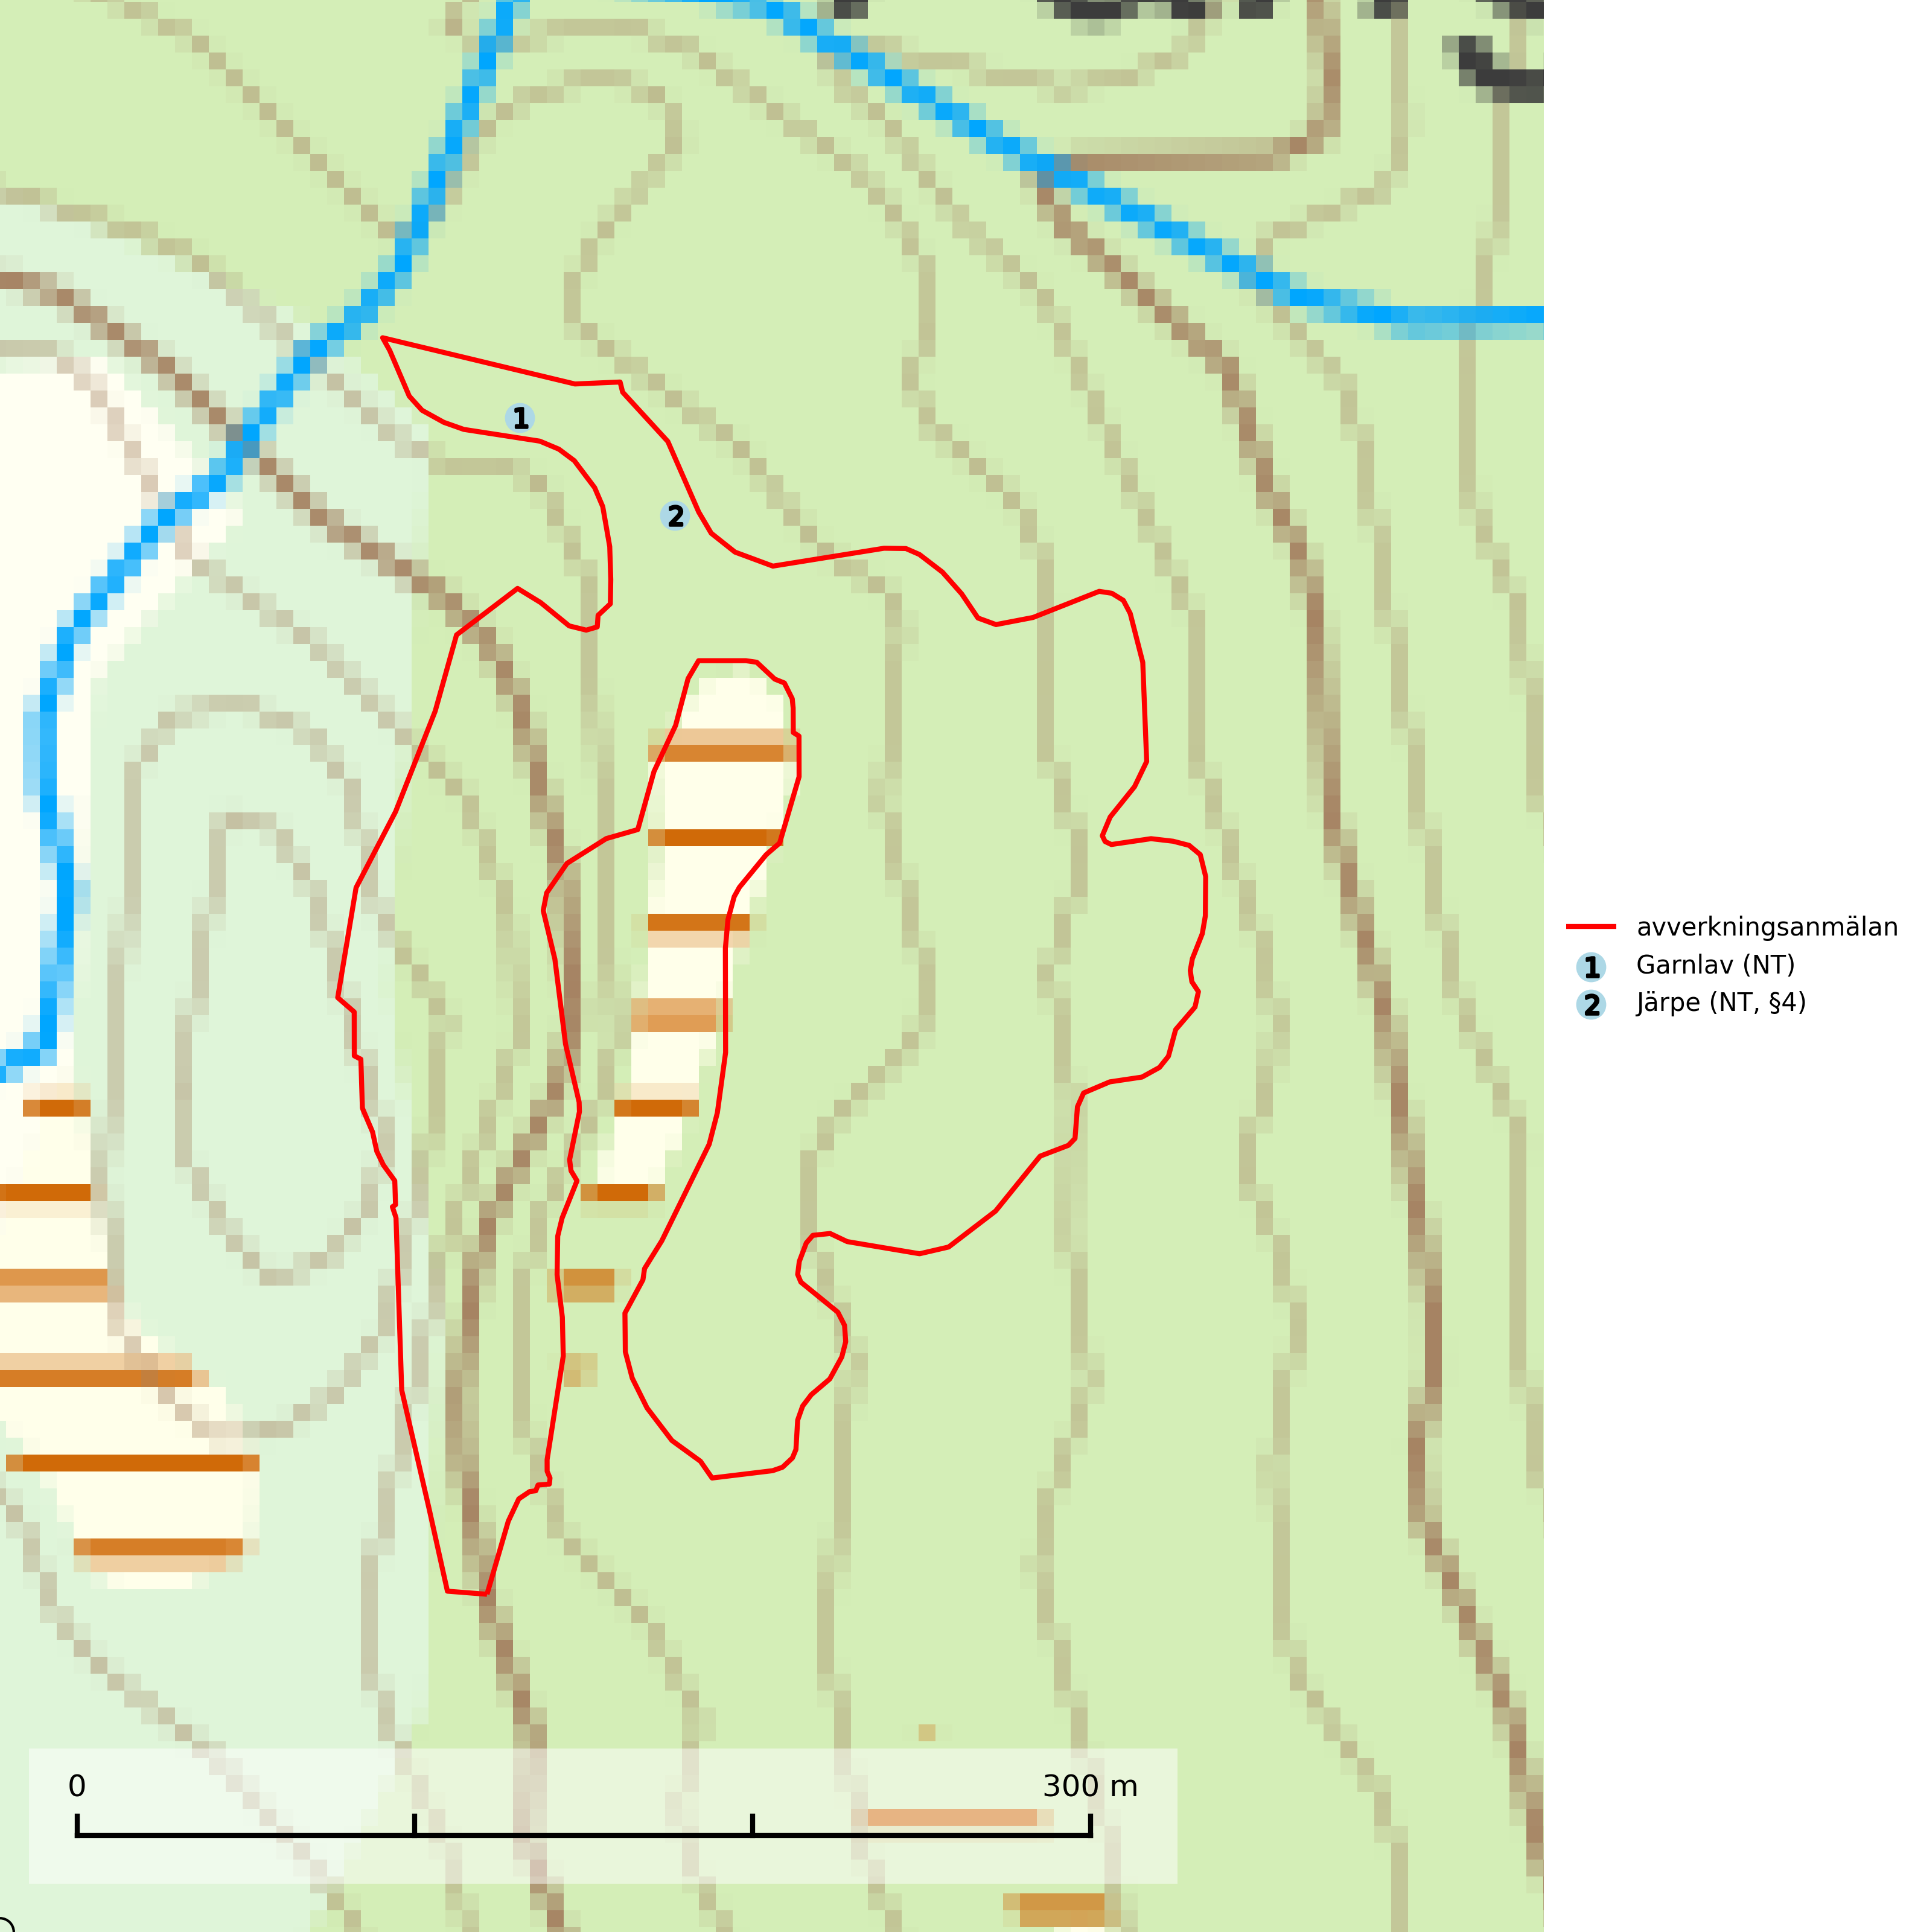 1
2
avverkningsanmälan
1 Garnlav (NT)
2 Järpe (NT, §4)
0 300 m